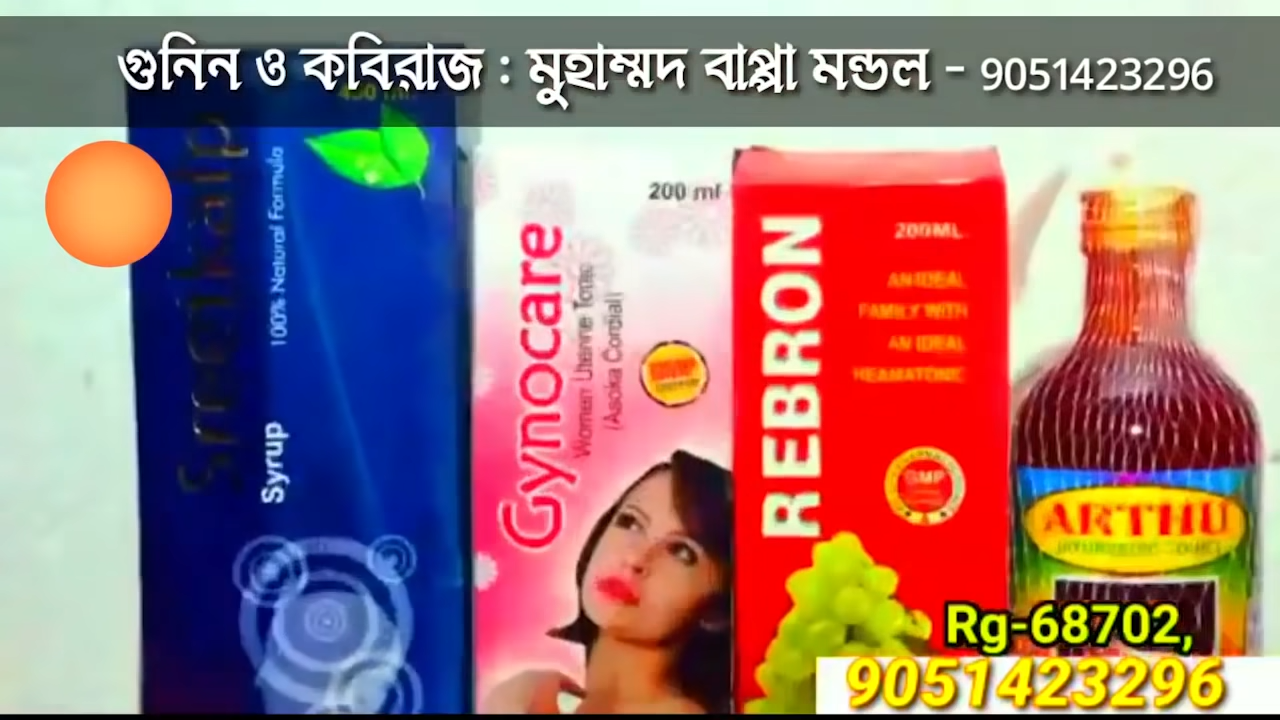 গুনিন ও কবিরাজ : মুহাম্মদ বাপ্পা মন্ডল - 9051423296
100% Natural Formula
Syrup
200 ml
Gynocare
Women Uterine Tonic
(Asoka Cordial)
REBRON
200ML.
AN IDEAL
FAMILY WITH
AN IDEAL
HEAMATONIC
GMP
ARTHU
Rg-68702,
9051423296